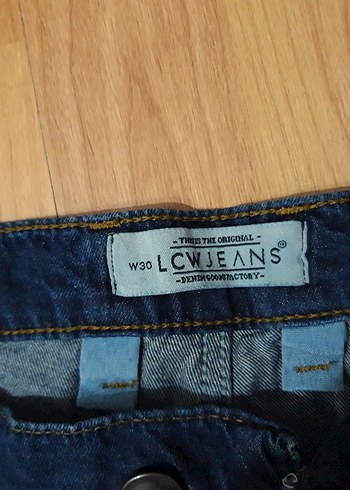 - THIS IS THE ORIGINAL -
W30 LCWJEANS®
- DENIM GOODS FACTORY -